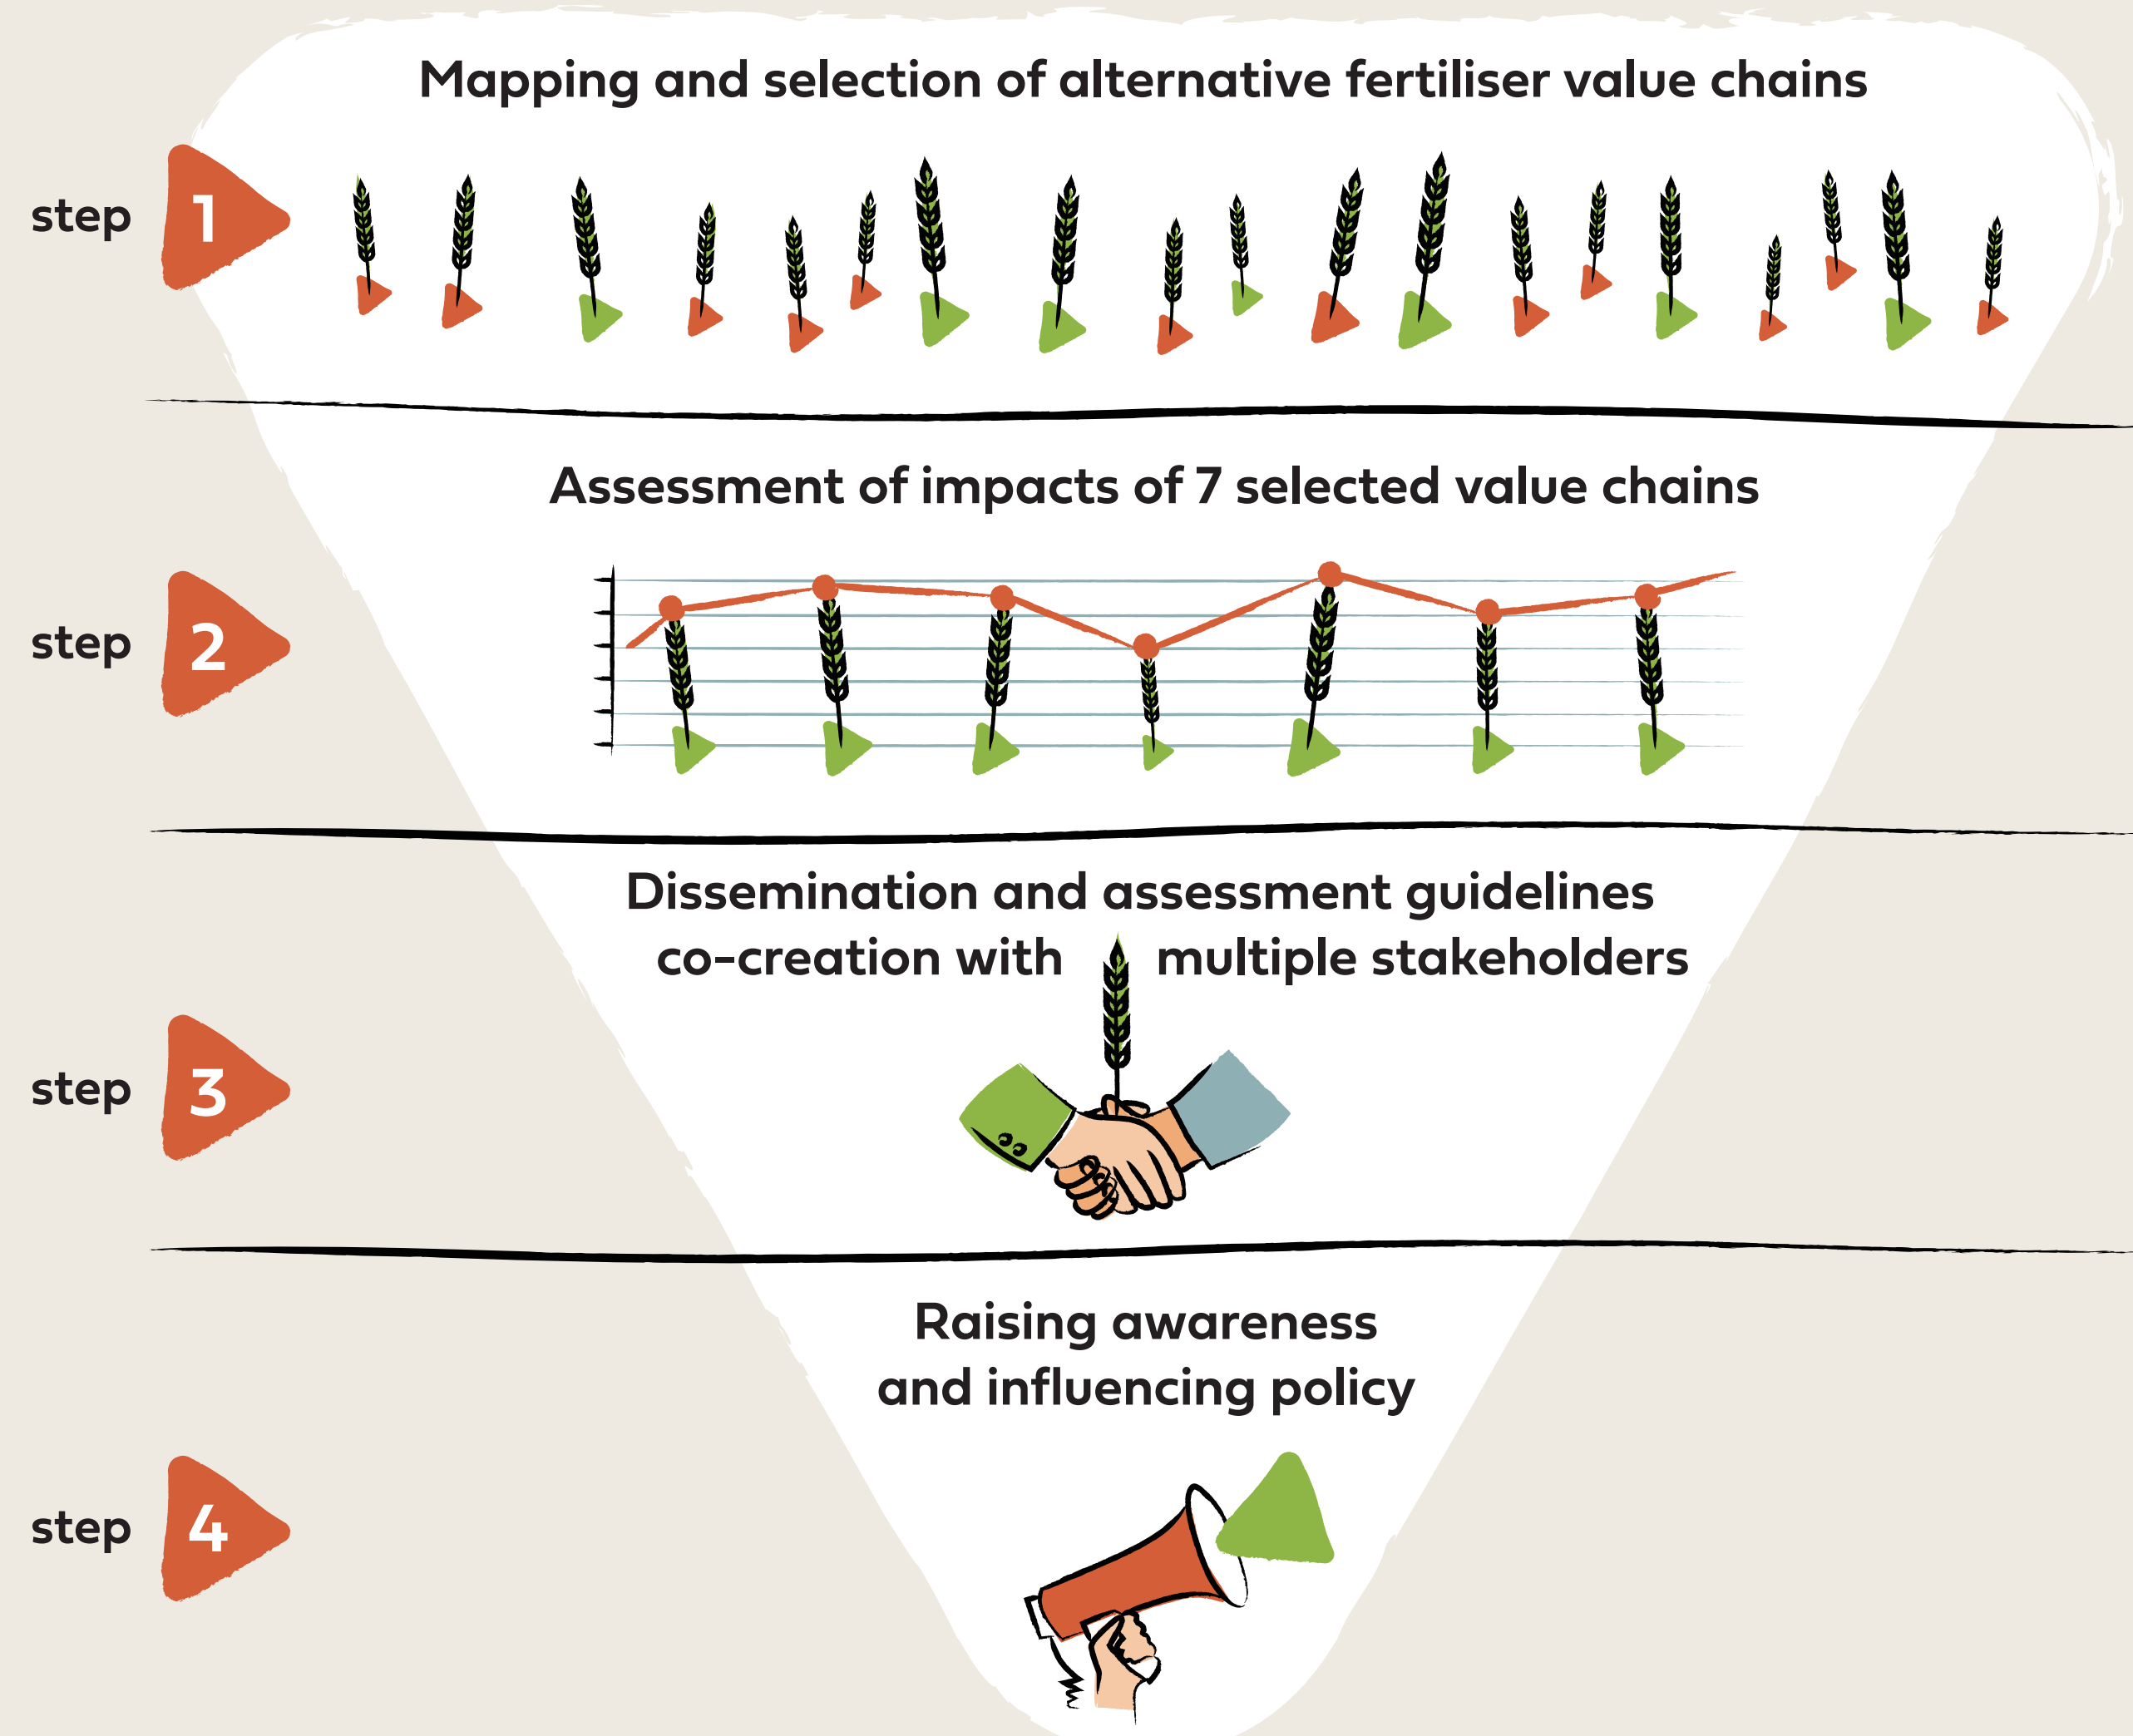 Mapping and selection of alternative fertiliser value chains
step 1
Assessment of impacts of 7 selected value chains
step 2
Dissemination and assessment guidelines
co-creation with multiple stakeholders
step 3
Raising awareness
and influencing policy
step 4